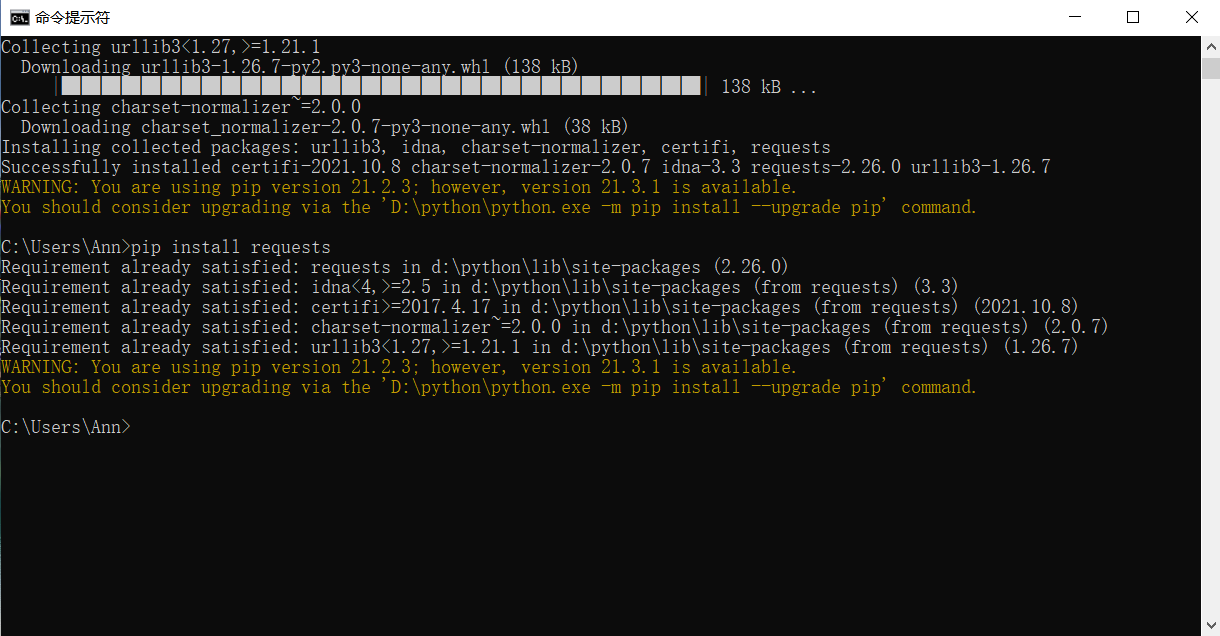 命令提示符
Collecting urllib3<1.27,>=1.21.1
  Downloading urllib3-1.26.7-py2.py3-none-any.whl (138 kB)
     |████████████████████████████████| 138 kB ...
Collecting charset-normalizer~=2.0.0
  Downloading charset_normalizer-2.0.7-py3-none-any.whl (38 kB)
Installing collected packages: urllib3, idna, charset-normalizer, certifi, requests
Successfully installed certifi-2021.10.8 charset-normalizer-2.0.7 idna-3.3 requests-2.26.0 urllib3-1.26.7
WARNING: You are using pip version 21.2.3; however, version 21.3.1 is available.
You should consider upgrading via the 'D:\python\python.exe -m pip install --upgrade pip' command.
C:\Users\Ann>pip install requests
Requirement already satisfied: requests in d:\python\lib\site-packages (2.26.0)
Requirement already satisfied: idna<4,>=2.5 in d:\python\lib\site-packages (from requests) (3.3)
Requirement already satisfied: certifi>=2017.4.17 in d:\python\lib\site-packages (from requests) (2021.10.8)
Requirement already satisfied: charset-normalizer~=2.0.0 in d:\python\lib\site-packages (from requests) (2.0.7)
Requirement already satisfied: urllib3<1.27,>=1.21.1 in d:\python\lib\site-packages (from requests) (1.26.7)
WARNING: You are using pip version 21.2.3; however, version 21.3.1 is available.
You should consider upgrading via the 'D:\python\python.exe -m pip install --upgrade pip' command.
C:\Users\Ann>